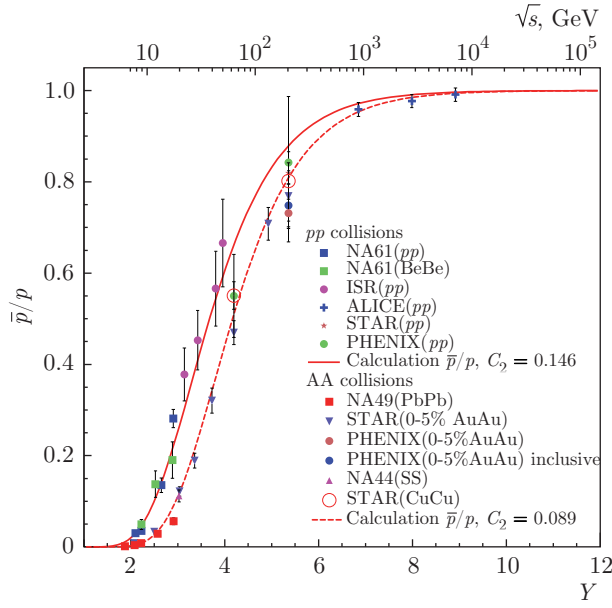 √s, GeV
10 10² 10³ 10⁴ 10⁵
1.0
0.8
0.6
0.4
0.2
0
p̄/p
pp collisions
NA61(pp)
NA61(BeBe)
ISR(pp)
ALICE(pp)
STAR(pp)
PHENIX(pp)
Calculation p̄/p, C₂ = 0.146
AA collisions
NA49(PbPb)
STAR(0-5% AuAu)
PHENIX(0-5%AuAu)
PHENIX(0-5%AuAu) inclusive
NA44(SS)
STAR(CuCu)
Calculation p̄/p, C₂ = 0.089
2 4 6 8 10 12
Y